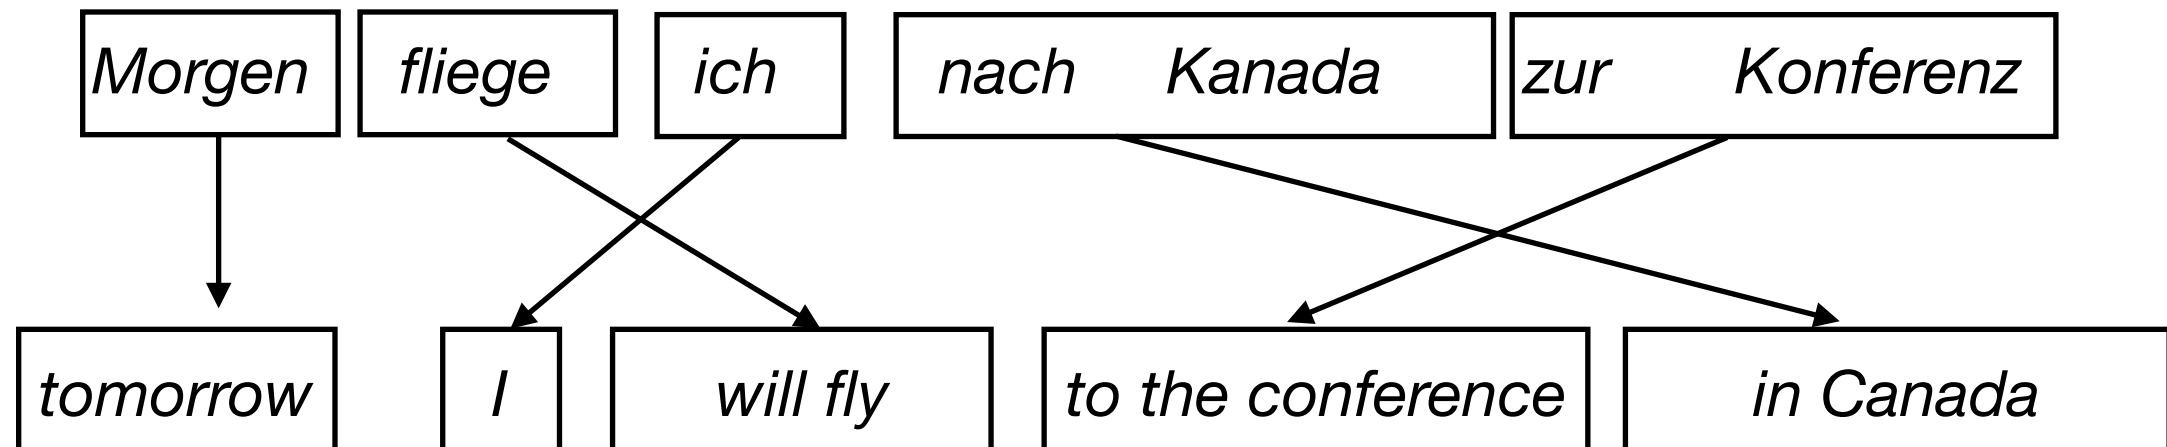 Morgen fliege ich nach Kanada zur Konferenz
tomorrow I will fly to the conference in Canada